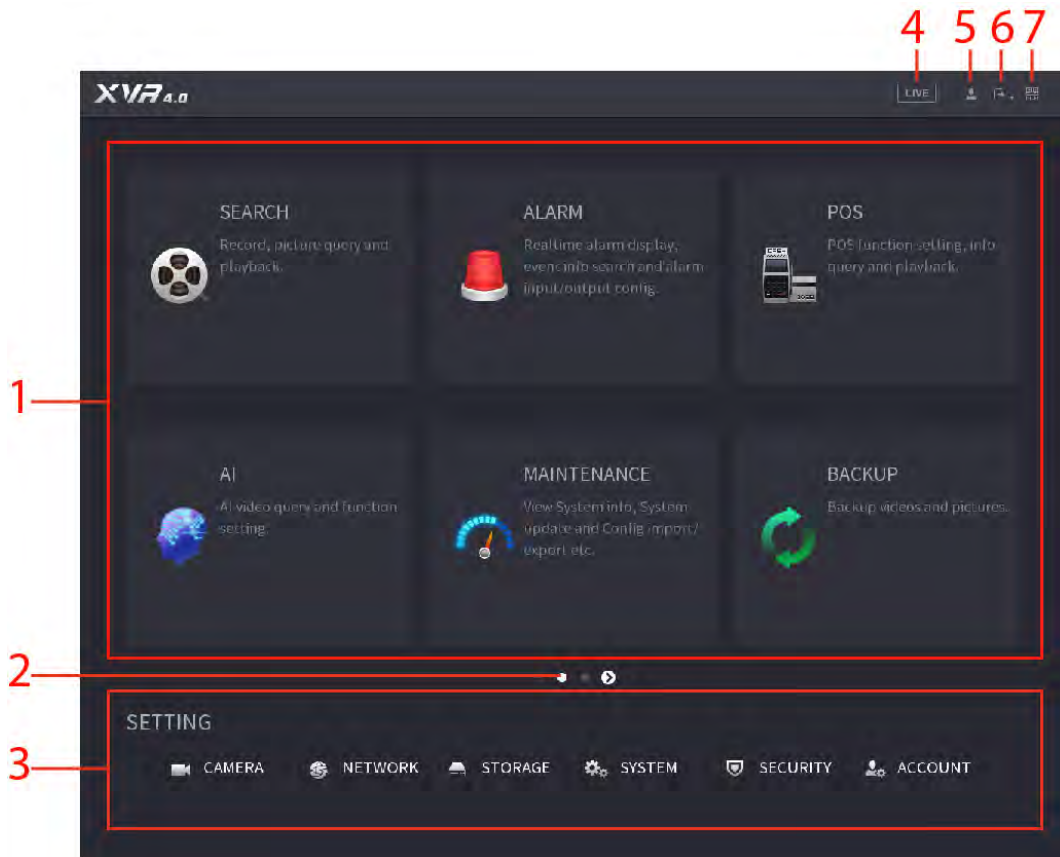 4 5 6 7
XVR 4.0
LIVE
SEARCH
Record, picture query and
playback.
ALARM
Realtime alarm display,
event info search and alarm
input/output config.
POS
POS function setting, info
query and playback.
1
AI
AI video query and function
setting.
MAINTENANCE
View System info, System
update and Config import/
export etc.
BACKUP
Backup videos and pictures.
2
SETTING
3
CAMERA NETWORK STORAGE SYSTEM SECURITY ACCOUNT